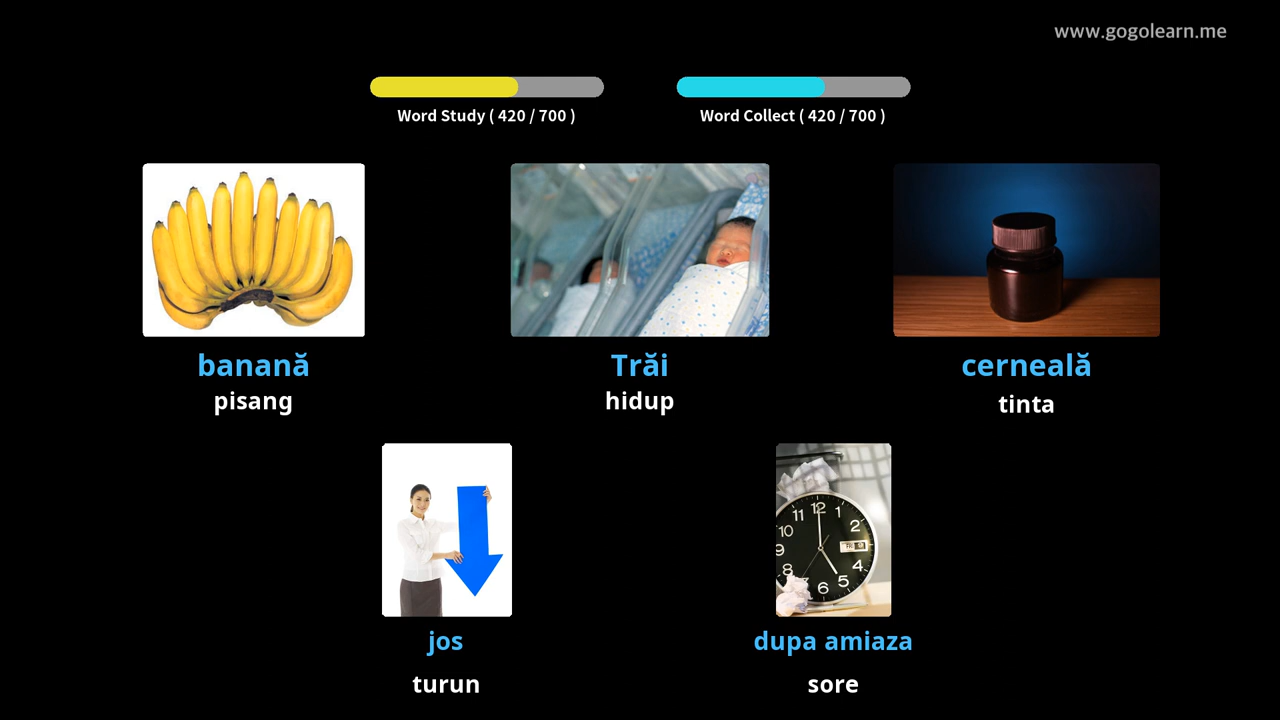 www.gogolearn.me
Word Study ( 420 / 700 )
Word Collect ( 420 / 700 )
banană
pisang
Trăi
hidup
cerneală
tinta
jos
turun
dupa amiaza
sore